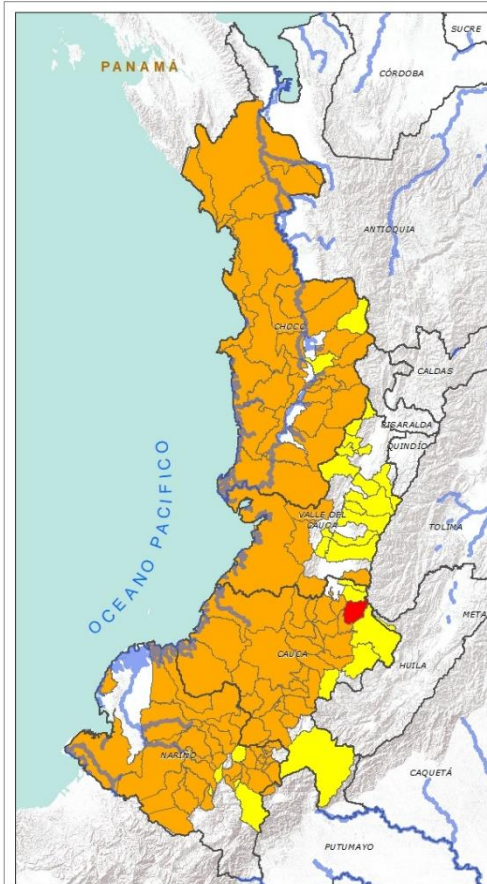 SUCRE
PANAMÁ
CÓRDOBA
ANTIOQUIA
CHOCÓ
CALDAS
RISARALDA
QUINDÍO
OCEANO PACÍFICO
VALLE DEL
CAUCA
TOLIMA
META
CAUCA
HUILA
NARIÑO
CAQUETÁ
PUTUMAYO